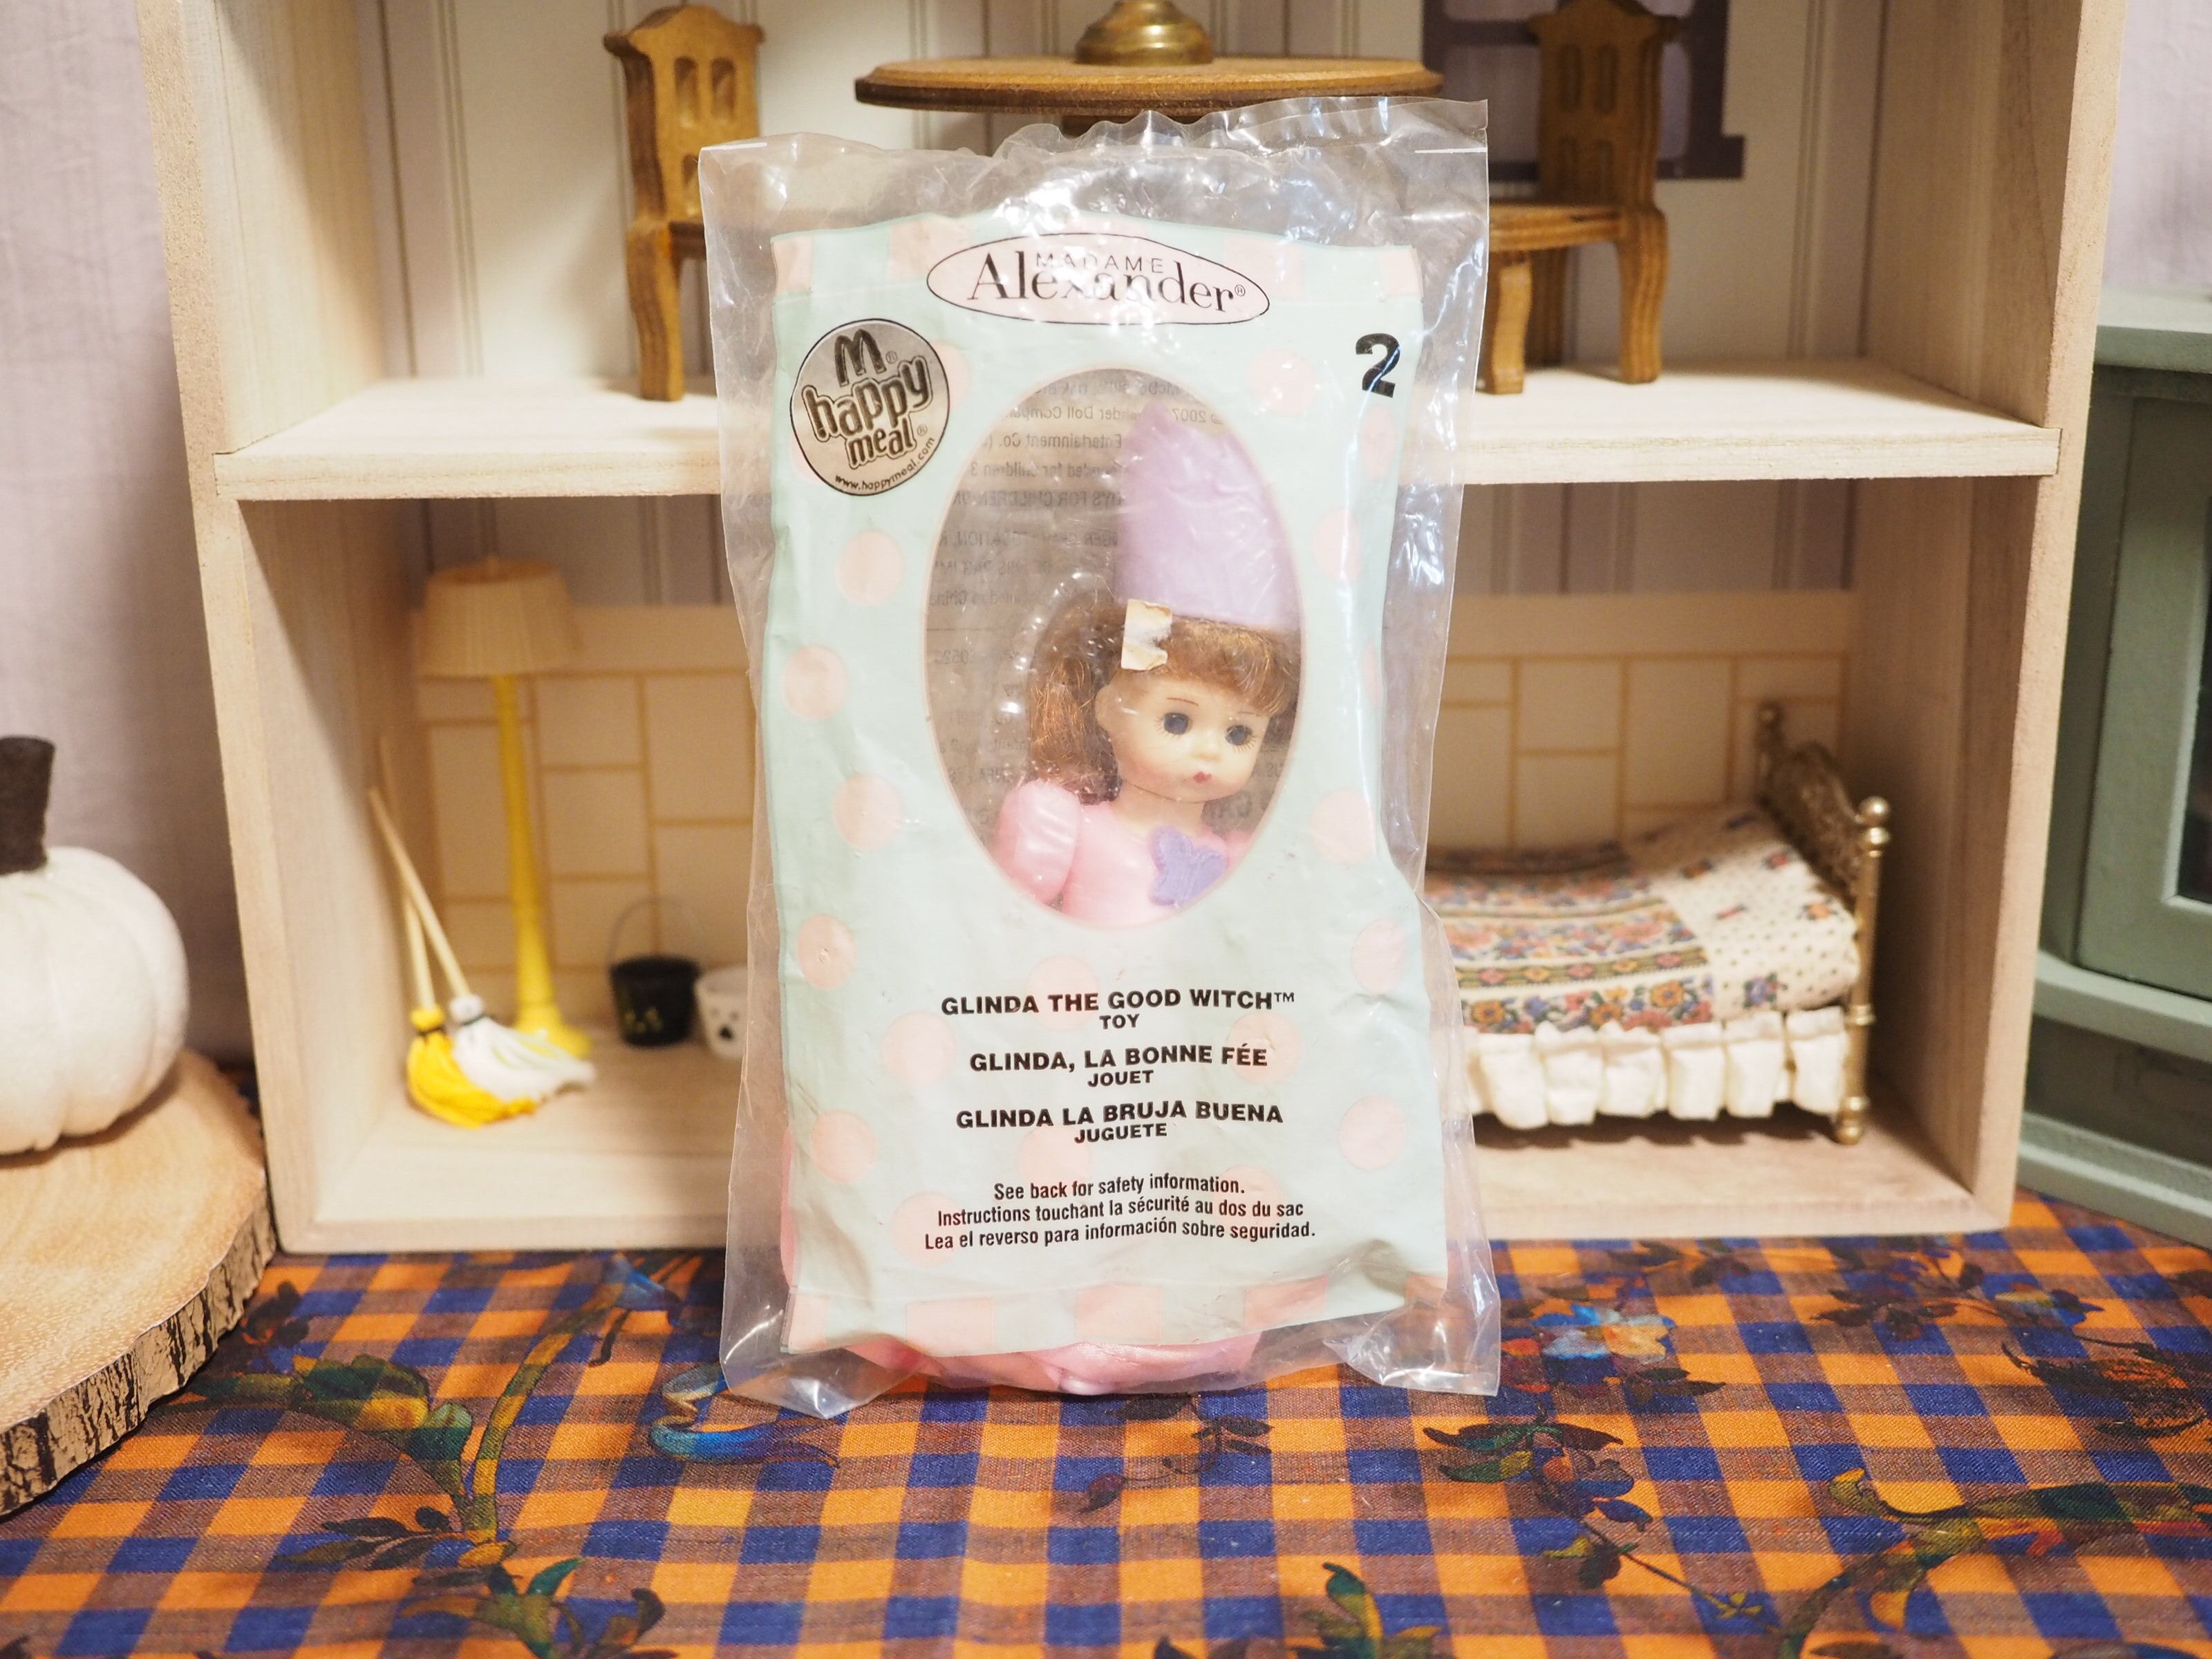 MADAME
Alexander®
M®
happy
meal®
www.happymeal.com
2
GLINDA THE GOOD WITCH™
TOY
GLINDA, LA BONNE FÉE
JOUET
GLINDA LA BRUJA BUENA
JUGUETE
See back for safety information.
Instructions touchant la sécurité au dos du sac
Lea el reverso para información sobre seguridad.